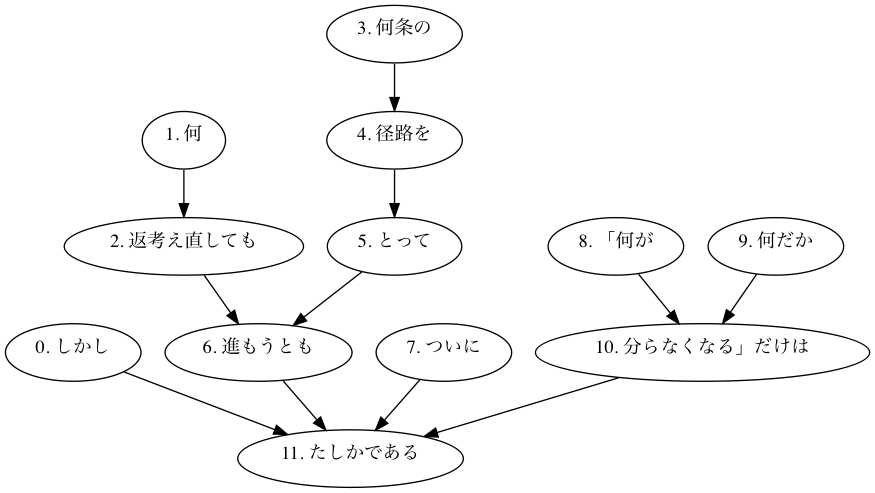 3. 何条の
1. 何
4. 径路を
2. 返考え直しても
5. とって
8. 「何が
9. 何だか
0. しかし
6. 進もうとも
7. ついに
10. 分らなくなる」だけは
11. たしかである